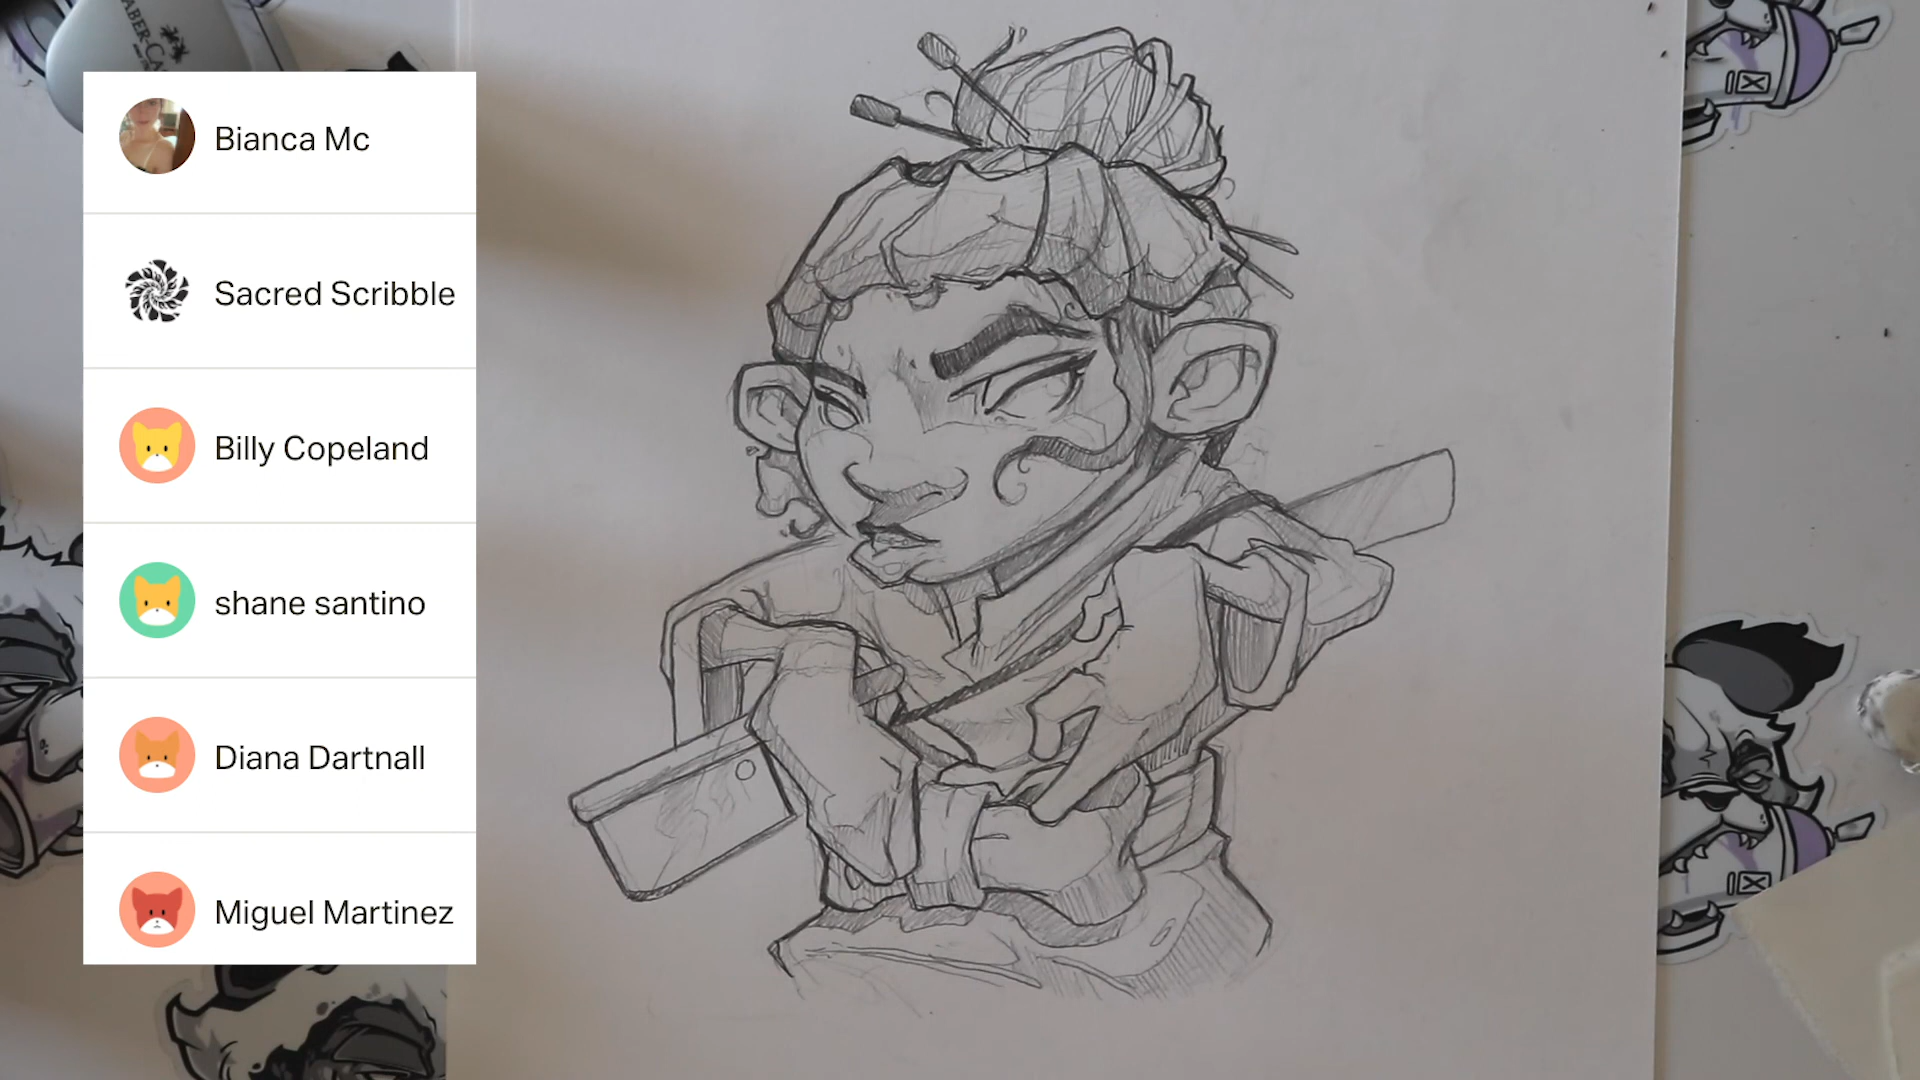 Bianca Mc
Sacred Scribble
Billy Copeland
shane santino
Diana Dartnall
Miguel Martinez